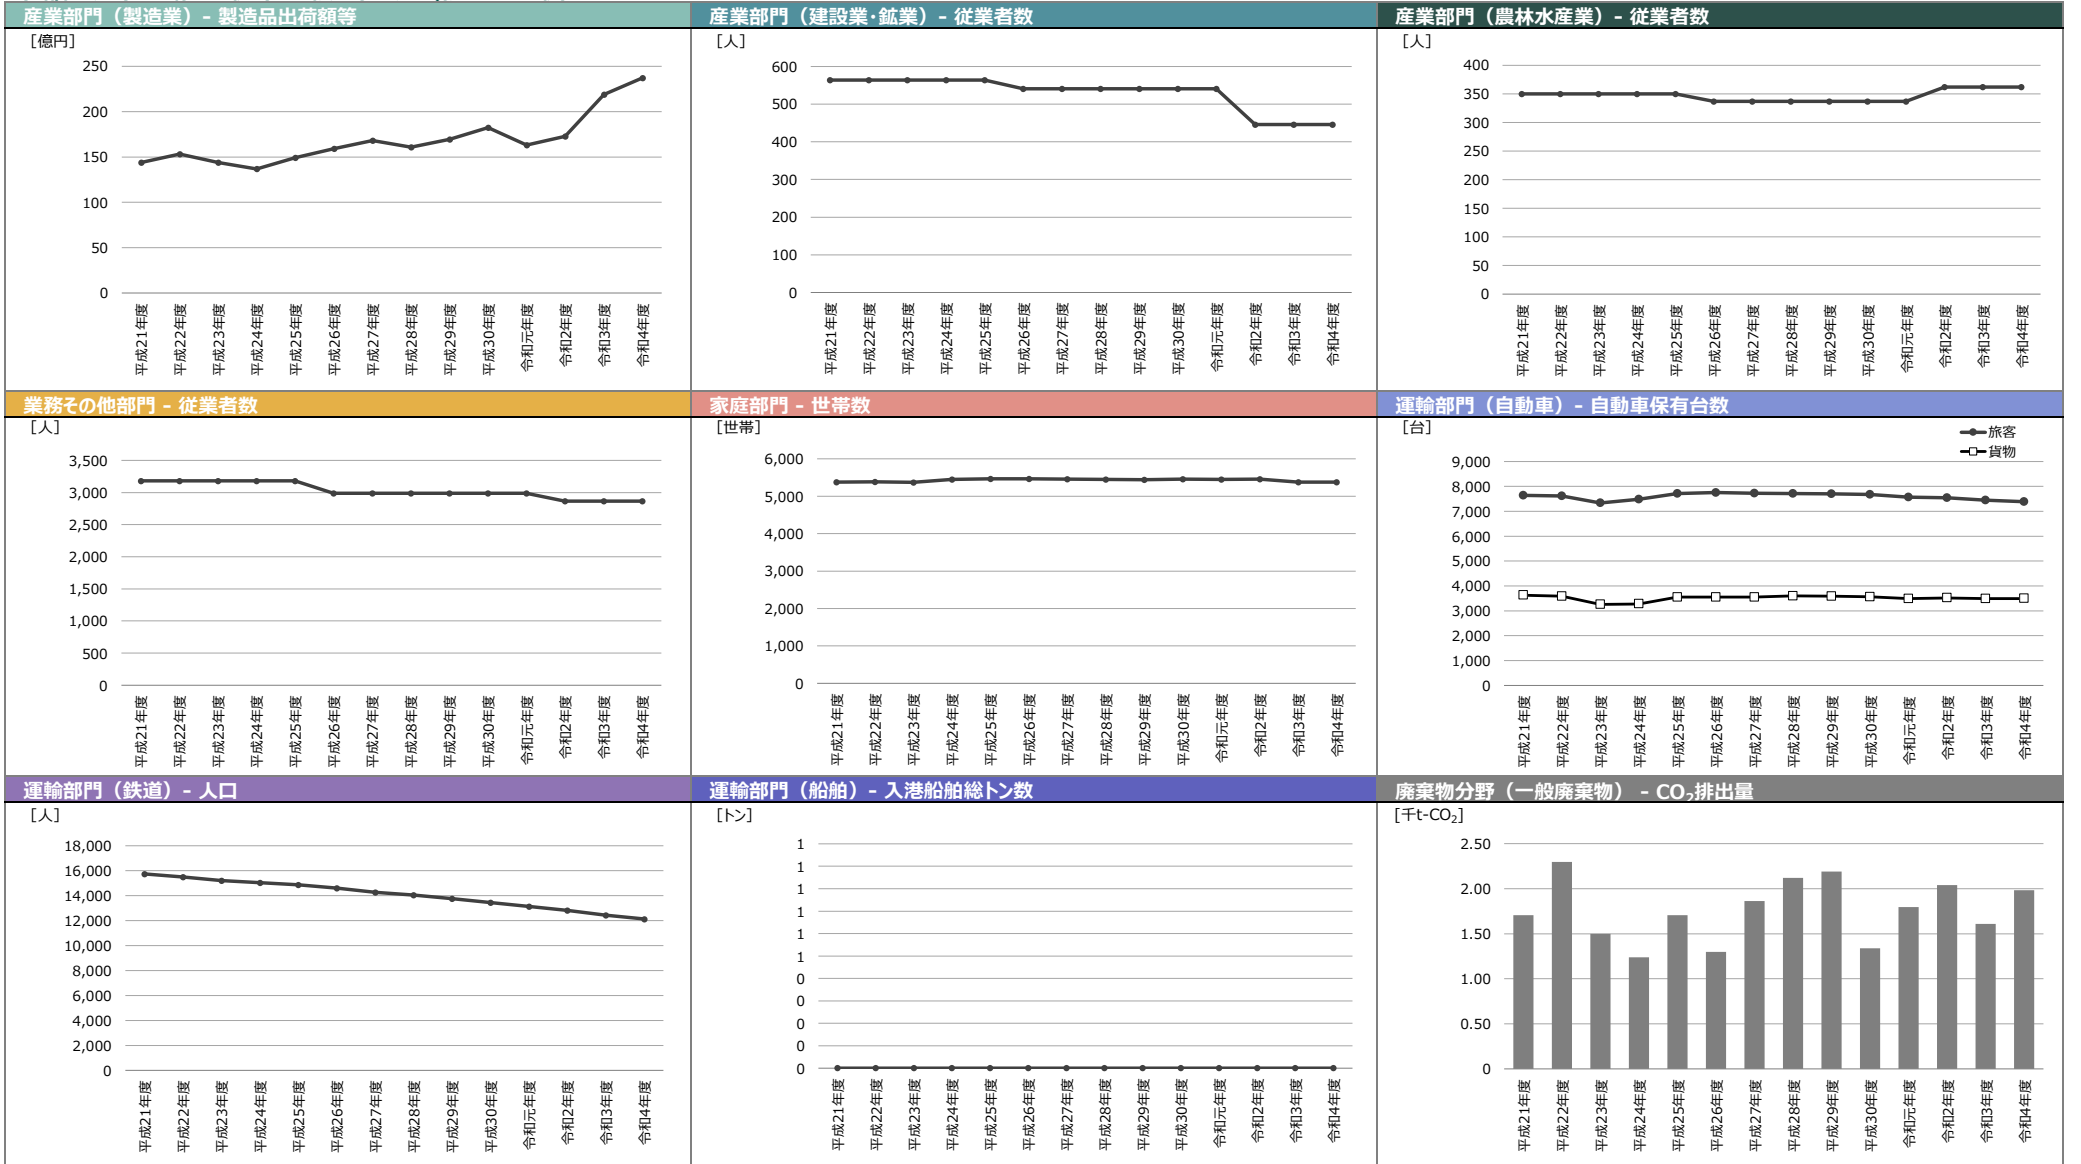 産業部門（製造業）- 製造品出荷額等
[億円]
250
200
150
100
50
0
平成21年度
平成22年度
平成23年度
平成24年度
平成25年度
平成26年度
平成27年度
平成28年度
平成29年度
平成30年度
令和元年度
令和2年度
令和3年度
令和4年度
産業部門（建設業・鉱業）- 従業者数
[人]
600
500
400
300
200
100
0
平成21年度
平成22年度
平成23年度
平成24年度
平成25年度
平成26年度
平成27年度
平成28年度
平成29年度
平成30年度
令和元年度
令和2年度
令和3年度
令和4年度
産業部門（農林水産業）- 従業者数
[人]
400
350
300
250
200
150
100
50
0
平成21年度
平成22年度
平成23年度
平成24年度
平成25年度
平成26年度
平成27年度
平成28年度
平成29年度
平成30年度
令和元年度
令和2年度
令和3年度
令和4年度
業務その他部門 - 従業者数
[人]
3,500
3,000
2,500
2,000
1,500
1,000
500
0
平成21年度
平成22年度
平成23年度
平成24年度
平成25年度
平成26年度
平成27年度
平成28年度
平成29年度
平成30年度
令和元年度
令和2年度
令和3年度
令和4年度
家庭部門 - 世帯数
[世帯]
6,000
5,000
4,000
3,000
2,000
1,000
0
平成21年度
平成22年度
平成23年度
平成24年度
平成25年度
平成26年度
平成27年度
平成28年度
平成29年度
平成30年度
令和元年度
令和2年度
令和3年度
令和4年度
運輸部門（自動車）- 自動車保有台数
[台]
旅客
貨物
9,000
8,000
7,000
6,000
5,000
4,000
3,000
2,000
1,000
0
平成21年度
平成22年度
平成23年度
平成24年度
平成25年度
平成26年度
平成27年度
平成28年度
平成29年度
平成30年度
令和元年度
令和2年度
令和3年度
令和4年度
運輸部門（鉄道）- 人口
[人]
18,000
16,000
14,000
12,000
10,000
8,000
6,000
4,000
2,000
0
平成21年度
平成22年度
平成23年度
平成24年度
平成25年度
平成26年度
平成27年度
平成28年度
平成29年度
平成30年度
令和元年度
令和2年度
令和3年度
令和4年度
運輸部門（船舶）- 入港船舶総トン数
[トン]
1
1
1
1
1
1
0
0
0
0
0
平成21年度
平成22年度
平成23年度
平成24年度
平成25年度
平成26年度
平成27年度
平成28年度
平成29年度
平成30年度
令和元年度
令和2年度
令和3年度
令和4年度
廃棄物分野（一般廃棄物） - CO₂排出量
[千t-CO₂]
2.50
2.00
1.50
1.00
0.50
0
平成21年度
平成22年度
平成23年度
平成24年度
平成25年度
平成26年度
平成27年度
平成28年度
平成29年度
平成30年度
令和元年度
令和2年度
令和3年度
令和4年度